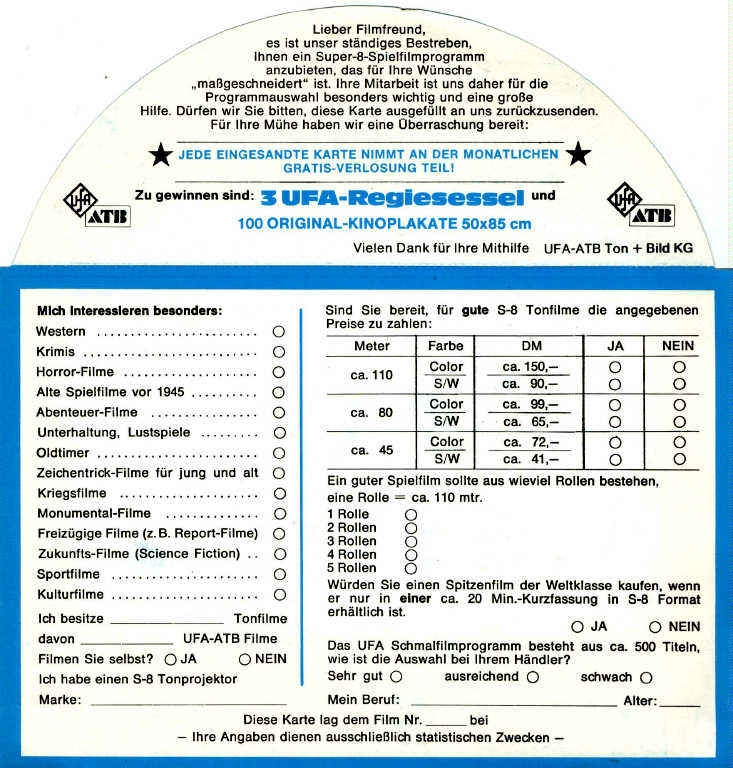 Lieber Filmfreund,
es ist unser ständiges Bestreben,
Ihnen ein Super-8-Spielfilmprogramm
anzubieten, das für Ihre Wünsche
„maßgeschneidert" ist. Ihre Mitarbeit ist uns daher für die
Programmauswahl besonders wichtig und eine große
Hilfe. Dürfen wir Sie bitten, diese Karte ausgefüllt an uns zurückzusenden.
Für Ihre Mühe haben wir eine Überraschung bereit:
★ JEDE EINGESANDTE KARTE NIMMT AN DER MONATLICHEN ★
GRATIS-VERLOSUNG TEIL!
Ufa ATB
Zu gewinnen sind: 3 UFA-Regiesessel und
100 ORIGINAL-KINOPLAKATE 50x85 cm
Ufa ATB
Vielen Dank für Ihre Mithilfe UFA-ATB Ton + Bild KG
Mich interessieren besonders:
Western ........................ ○
Krimis ........................ ○
Horror-Filme .................... ○
Alte Spielfilme vor 1945 .......... ○
Abenteuer-Filme ................ ○
Unterhaltung, Lustspiele ......... ○
Oldtimer ........................ ○
Zeichentrick-Filme für jung und alt ○
Kriegsfilme ..................... ○
Monumental-Filme .............. ○
Freizügige Filme (z. B. Report-Filme) ○
Zukunfts-Filme (Science Fiction) .. ○
Sportfilme ...................... ○
Kulturfilme ..................... ○
Ich besitze ________________ Tonfilme
davon _____________ UFA-ATB Filme
Filmen Sie selbst? ○ JA ○ NEIN
Ich habe einen S-8 Tonprojektor
Marke: ____________________
Sind Sie bereit, für gute S-8 Tonfilme die angegebenen
Preise zu zahlen:
Meter Farbe DM JA NEIN
ca. 110 Color ca. 150,— ○ ○
S/W ca. 90,— ○ ○
ca. 80 Color ca. 99,— ○ ○
S/W ca. 65,— ○ ○
ca. 45 Color ca. 72,— ○ ○
S/W ca. 41,— ○ ○
Ein guter Spielfilm sollte aus wieviel Rollen bestehen,
eine Rolle = ca. 110 mtr.
1 Rolle ○
2 Rollen ○
3 Rollen ○
4 Rollen ○
5 Rollen ○
Würden Sie einen Spitzenfilm der Weltklasse kaufen, wenn
er nur in einer ca. 20 Min.-Kurzfassung in S-8 Format
erhältlich ist.
○ JA ○ NEIN
Das UFA Schmalfilmprogramm besteht aus ca. 500 Titeln,
wie ist die Auswahl bei Ihrem Händler?
Sehr gut ○ ausreichend ○ schwach ○
Mein Beruf: ____________________ Alter:_____
Diese Karte lag dem Film Nr. _____ bei
— Ihre Angaben dienen ausschließlich statistischen Zwecken —